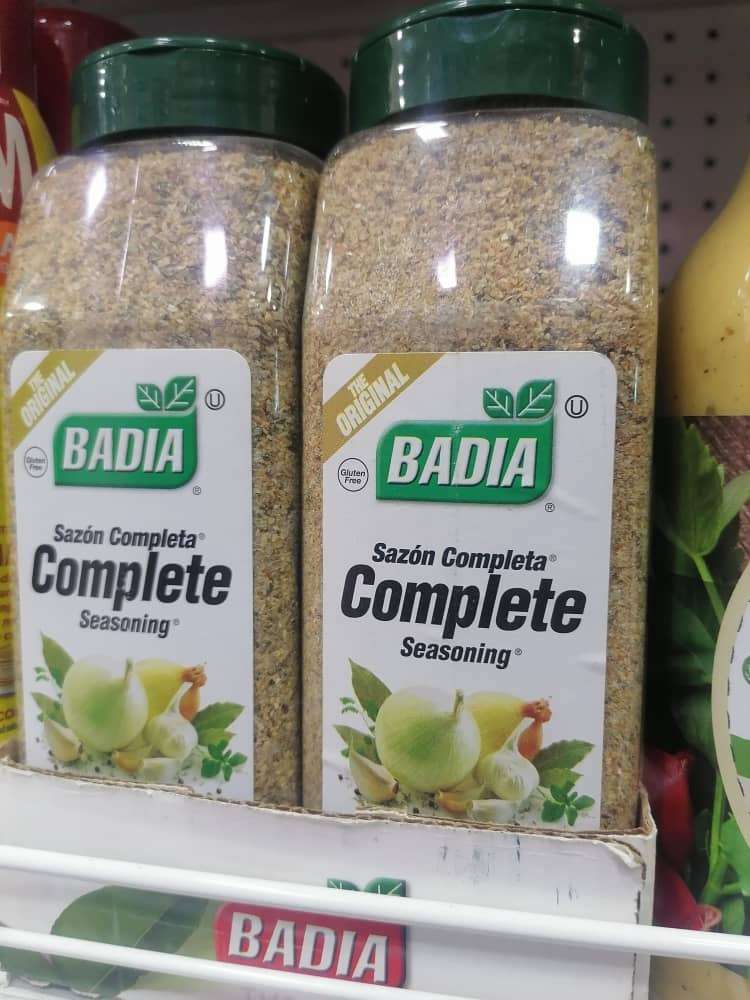 THE
ORIGINAL
BADIA®
U
Gluten
Free
Sazón Completa®
Complete
Seasoning®
THE
ORIGINAL
BADIA®
U
Gluten
Free
Sazón Completa®
Complete
Seasoning®
BADIA